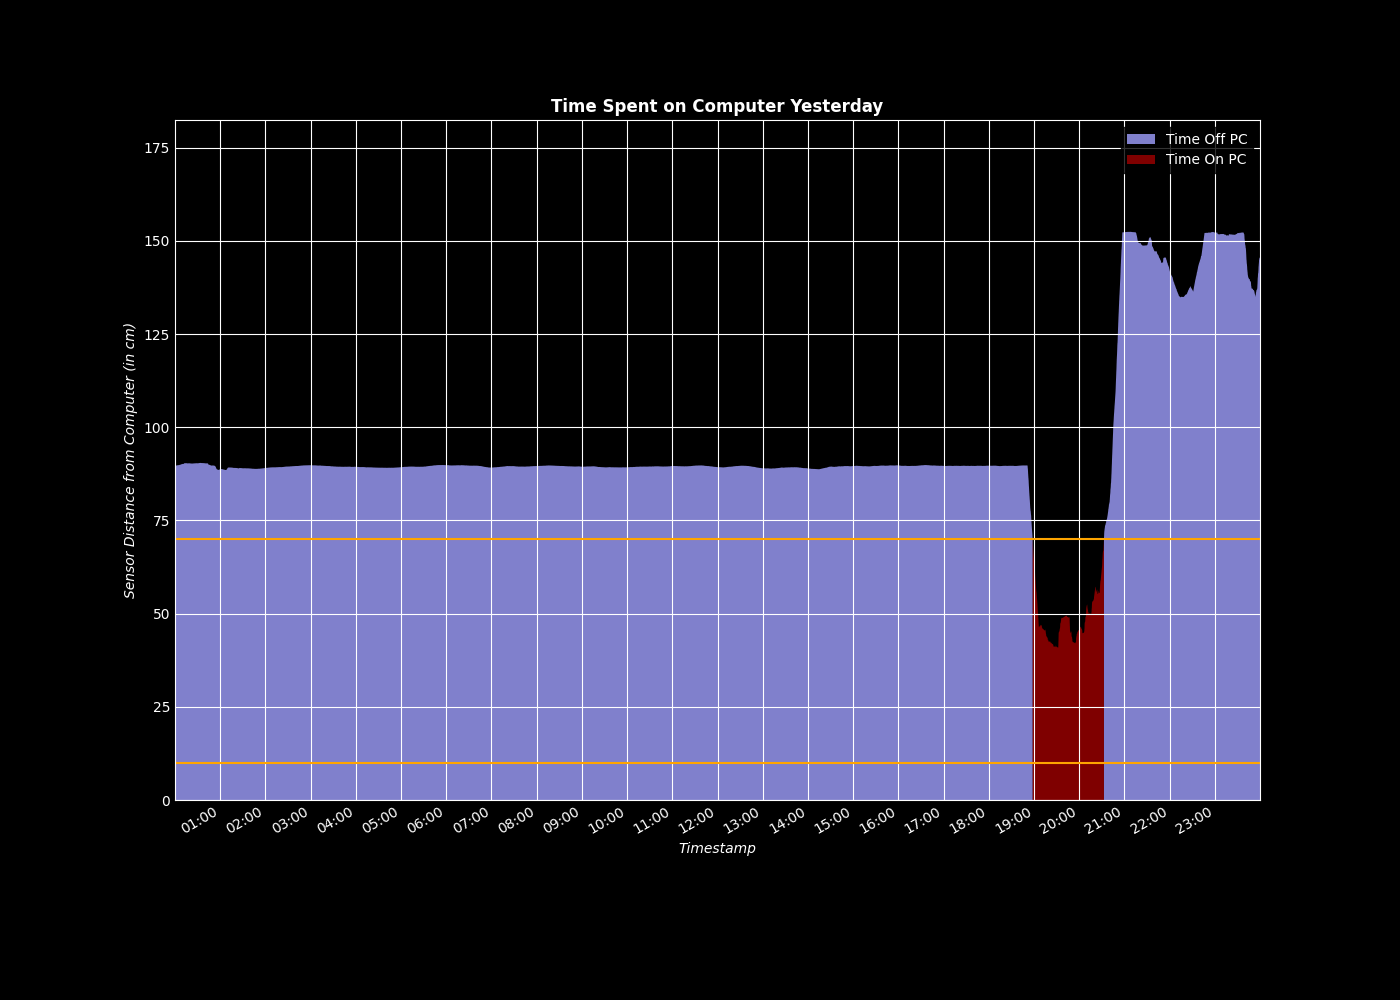 Time Spent on Computer Yesterday
Time Off PC
Time On PC
175
150
125
100
75
50
25
0
Sensor Distance from Computer (in cm)
01:00 02:00 03:00 04:00 05:00 06:00 07:00 08:00 09:00 10:00 11:00 12:00 13:00 14:00 15:00 16:00 17:00 18:00 19:00 20:00 21:00 22:00 23:00
Timestamp